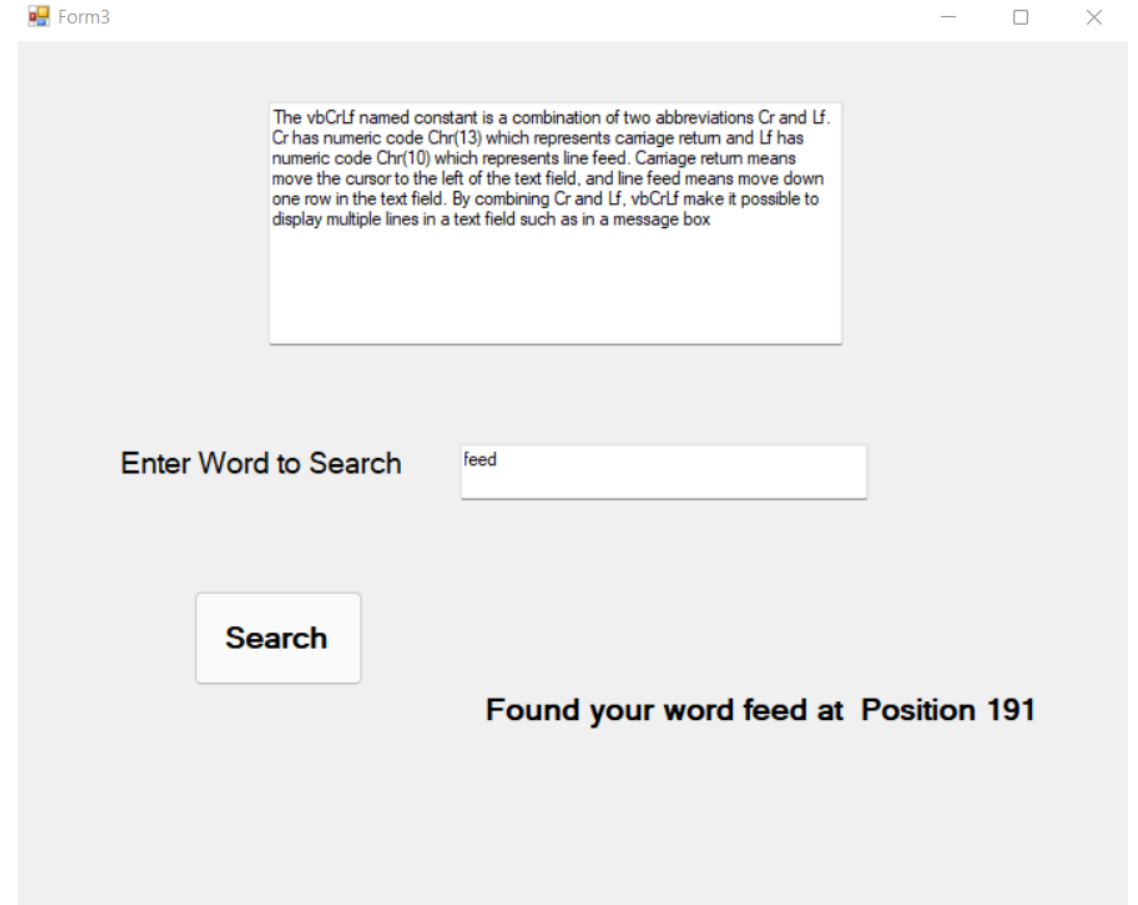 Form3
The vbCrLf named constant is a combination of two abbreviations Cr and Lf.
Cr has numeric code Chr(13) which represents carriage return and Lf has
numeric code Chr(10) which represents line feed. Carriage return means
move the cursor to the left of the text field, and line feed means move down
one row in the text field. By combining Cr and Lf, vbCrLf make it possible to
display multiple lines in a text field such as in a message box
Enter Word to Search feed
Search
Found your word feed at  Position 191